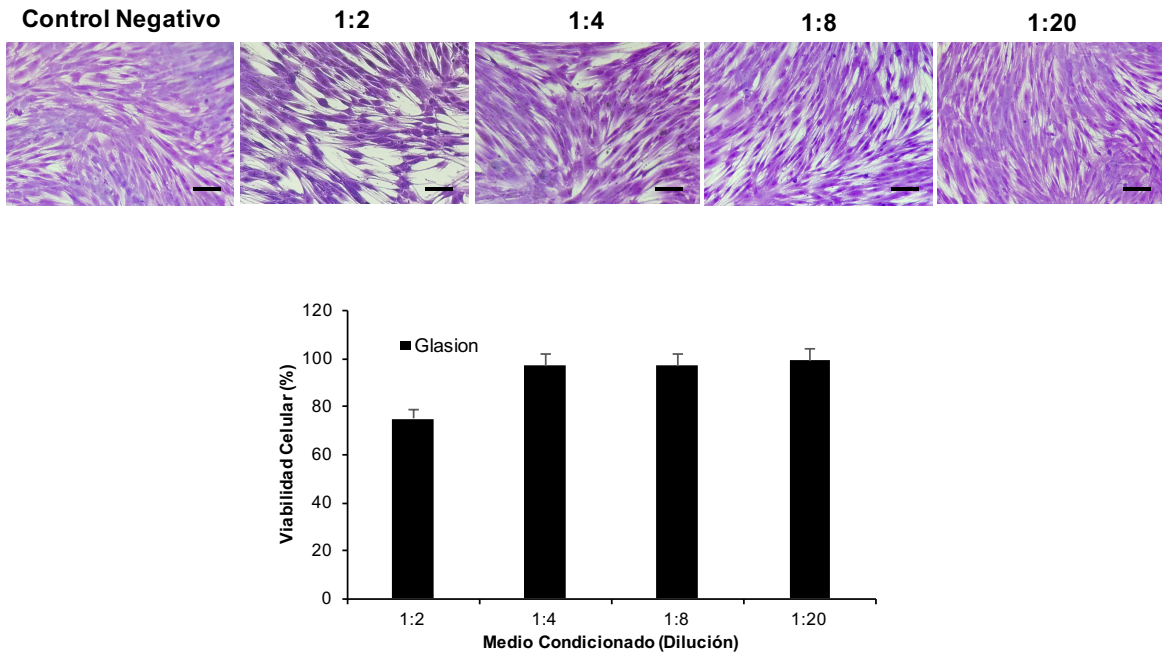 Control Negativo 1:2 1:4 1:8 1:20
120
100
80
60
40
20
0
Viabilidad Celular (%)
Glasion
1:2 1:4 1:8 1:20
Medio Condicionado (Dilución)